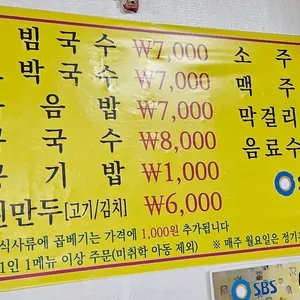 빔국수 ₩7,000 소주
박국수 ₩7,000 맥주
음밥 ₩7,000 막걸리
국수 ₩8,000 음료수
공기밥 ₩1,000
만두[고기/김치] ₩6,000
식사류에 곱베기는 가격에 1,000원 추가됩니다
1인 1메뉴 이상 주문(미취학 아동 제외) ※ 매주 월요일은 정기
SBS